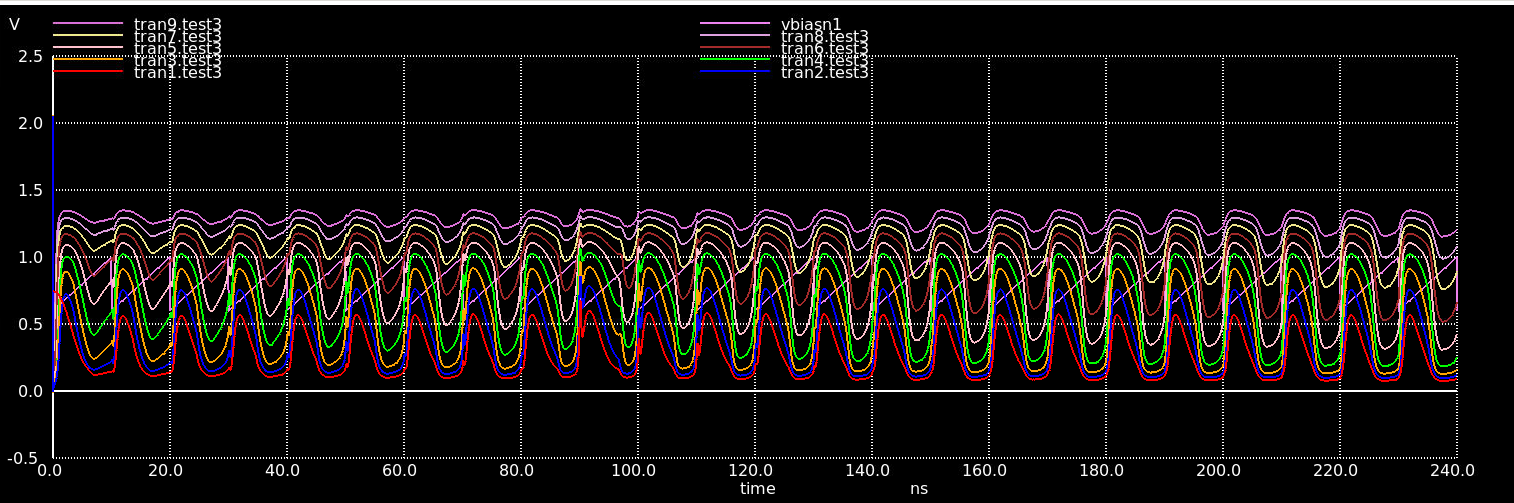 V
tran9.test3 vbiasn1
tran7.test3 tran8.test3
tran5.test3 tran6.test3
tran3.test3 tran4.test3
tran1.test3 tran2.test3
2.5
2.0
1.5
1.0
0.5
0.0
-0.5
0.0 20.0 40.0 60.0 80.0 100.0 120.0 140.0 160.0 180.0 200.0 220.0 240.0
time ns